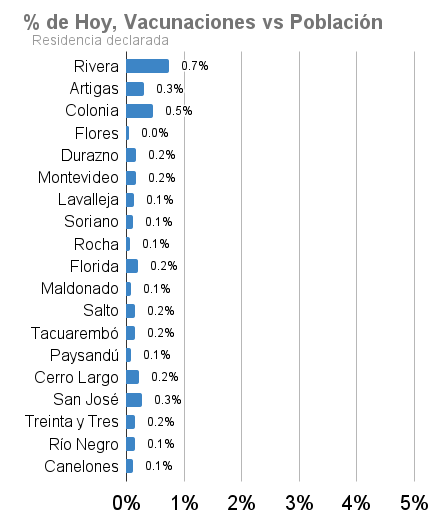 % de Hoy, Vacunaciones vs Población
Residencia declarada
Rivera 0.7%
Artigas 0.3%
Colonia 0.5%
Flores 0.0%
Durazno 0.2%
Montevideo 0.2%
Lavalleja 0.1%
Soriano 0.1%
Rocha 0.1%
Florida 0.2%
Maldonado 0.1%
Salto 0.2%
Tacuarembó 0.2%
Paysandú 0.1%
Cerro Largo 0.2%
San José 0.3%
Treinta y Tres 0.2%
Río Negro 0.1%
Canelones 0.1%
0% 1% 2% 3% 4% 5%